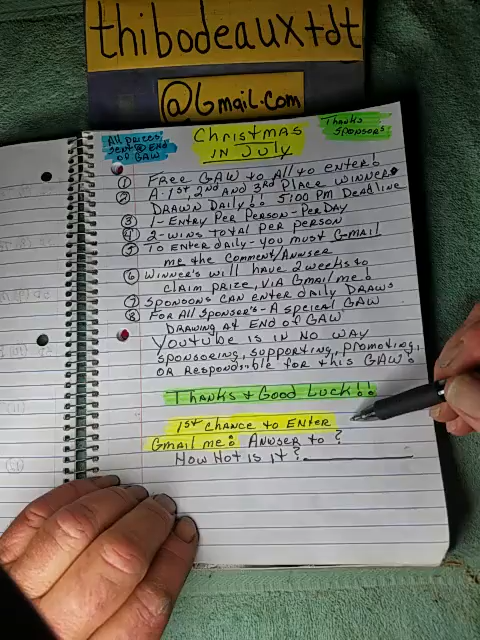 thibodeaux+dt
@Gmail.com
All prizes
sent @ End
of GAW
Christmas
in July
Thanks
Sponsors
① Free GAW to All to enter!
② A-1st, 2nd and 3rd Place Winner
Drawn Daily!! 5:00 PM Deadline
③ 1-Entry Per Person-Per Day
④ 2-wins total per person
⑤ To Enter daily-you must Gmail
me the comment/Anwser
⑥ Winner's will have 2 weeks to
claim prize, via Gmail me!
⑦ Sponsors can enter daily Draws
⑧ For All Sponser's-A special GAW
Drawing at End of GAW
Youtube is in no way
sponsoring, supporting, promoting,
or responsible for this GAW!
Thanks + Good Luck!!
1st chance to Enter
Gmail me: Anwser to?
How Hot is it?